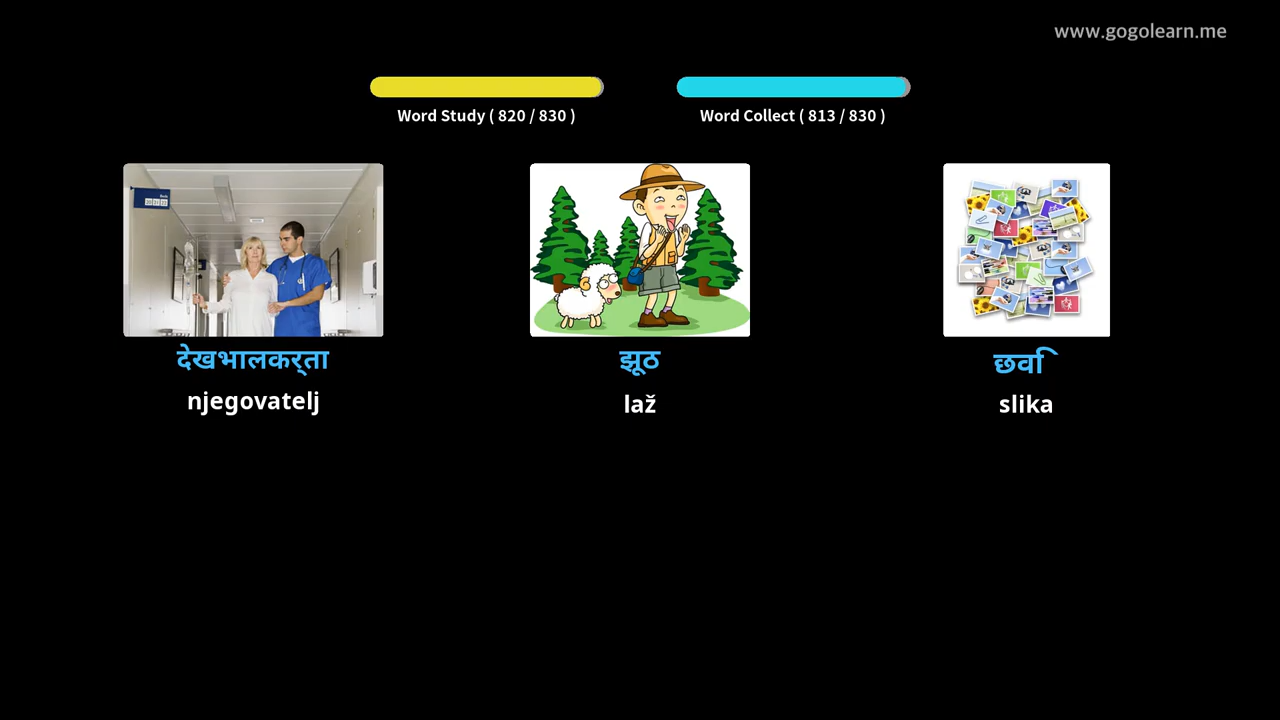 www.gogolearn.me
Word Study ( 820 / 830 )
Word Collect ( 813 / 830 )
देखभालकर्ता
झूठ
छवि
njegovatelj
laž
slika